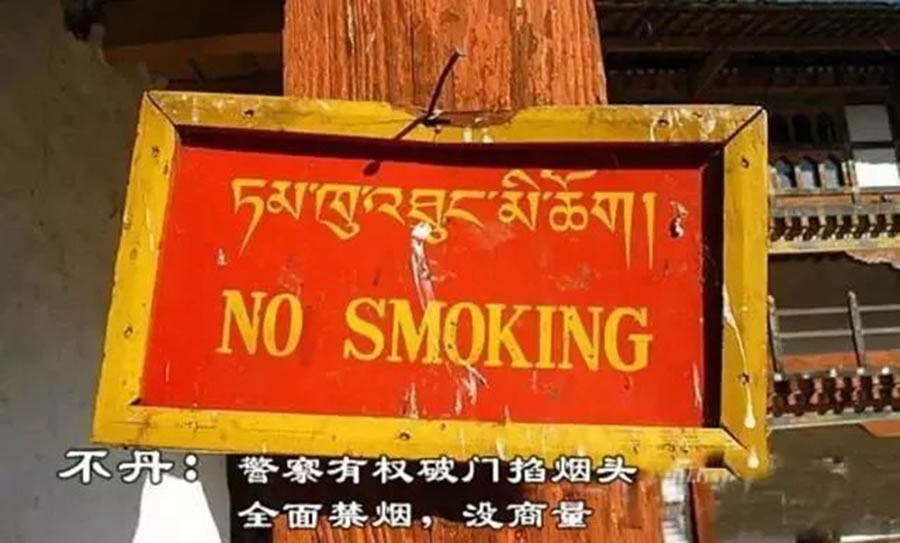 དམ་ཁུ་འཐུང་མི་ཆོག།
NO SMOKING
不丹： 警察有权破门掐烟头
全面禁烟，没商量